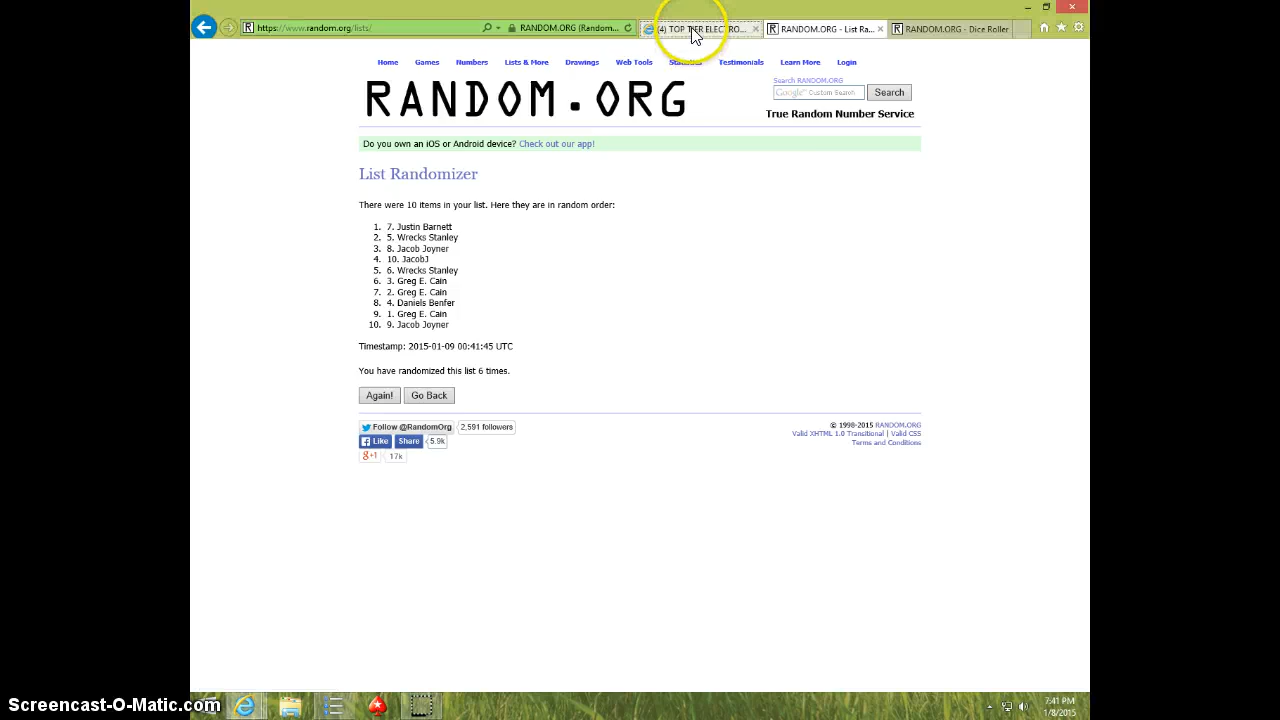 https://www.random.org/lists/
RANDOM.ORG (Random...
(4) TOP TIER ELECTRO...
RANDOM.ORG - List Ra...
RANDOM.ORG - Dice Roller
Home Games Numbers Lists & More Drawings Web Tools Statistics Testimonials Learn More Login
Search RANDOM.ORG
RANDOM.ORG
Google™ Custom Search
Search
True Random Number Service
Do you own an iOS or Android device? Check out our app!
List Randomizer
There were 10 items in your list. Here they are in random order:
1. 7. Justin Barnett
2. 5. Wrecks Stanley
3. 8. Jacob Joyner
4. 10. JacobJ
5. 6. Wrecks Stanley
6. 3. Greg E. Cain
7. 2. Greg E. Cain
8. 4. Daniels Benfer
9. 1. Greg E. Cain
10. 9. Jacob Joyner
Timestamp: 2015-01-09 00:41:45 UTC
You have randomized this list 6 times.
Again! Go Back
Follow @RandomOrg 2,591 followers
Like Share 5.9k
g+1 17k
© 1998-2015 RANDOM.ORG
Valid XHTML 1.0 Transitional | Valid CSS
Terms and Conditions
Screencast-O-Matic.com
7:41 PM
1/8/2015